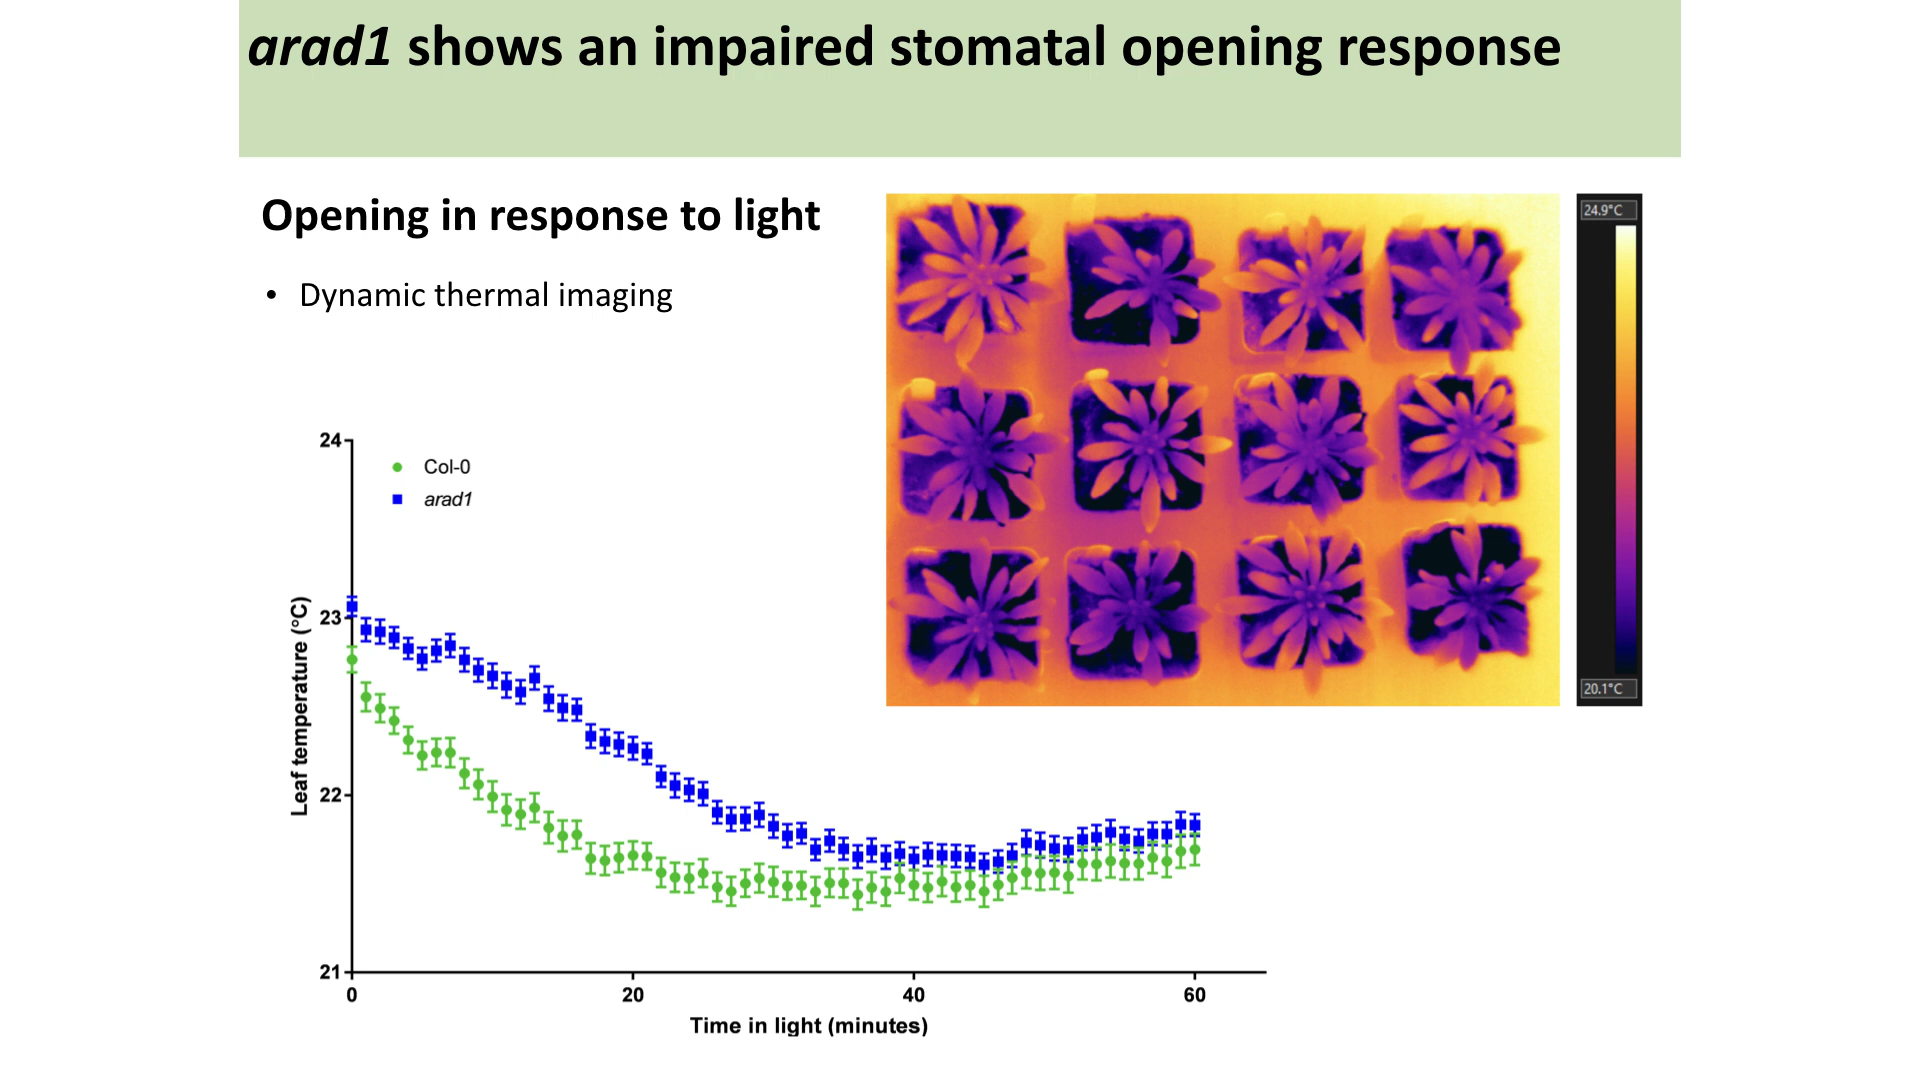 arad1 shows an impaired stomatal opening response
Opening in response to light
• Dynamic thermal imaging
24.9°C
20.1°C
Col-0
arad1
24
23
22
21
Leaf temperature (°C)
0 20 40 60
Time in light (minutes)